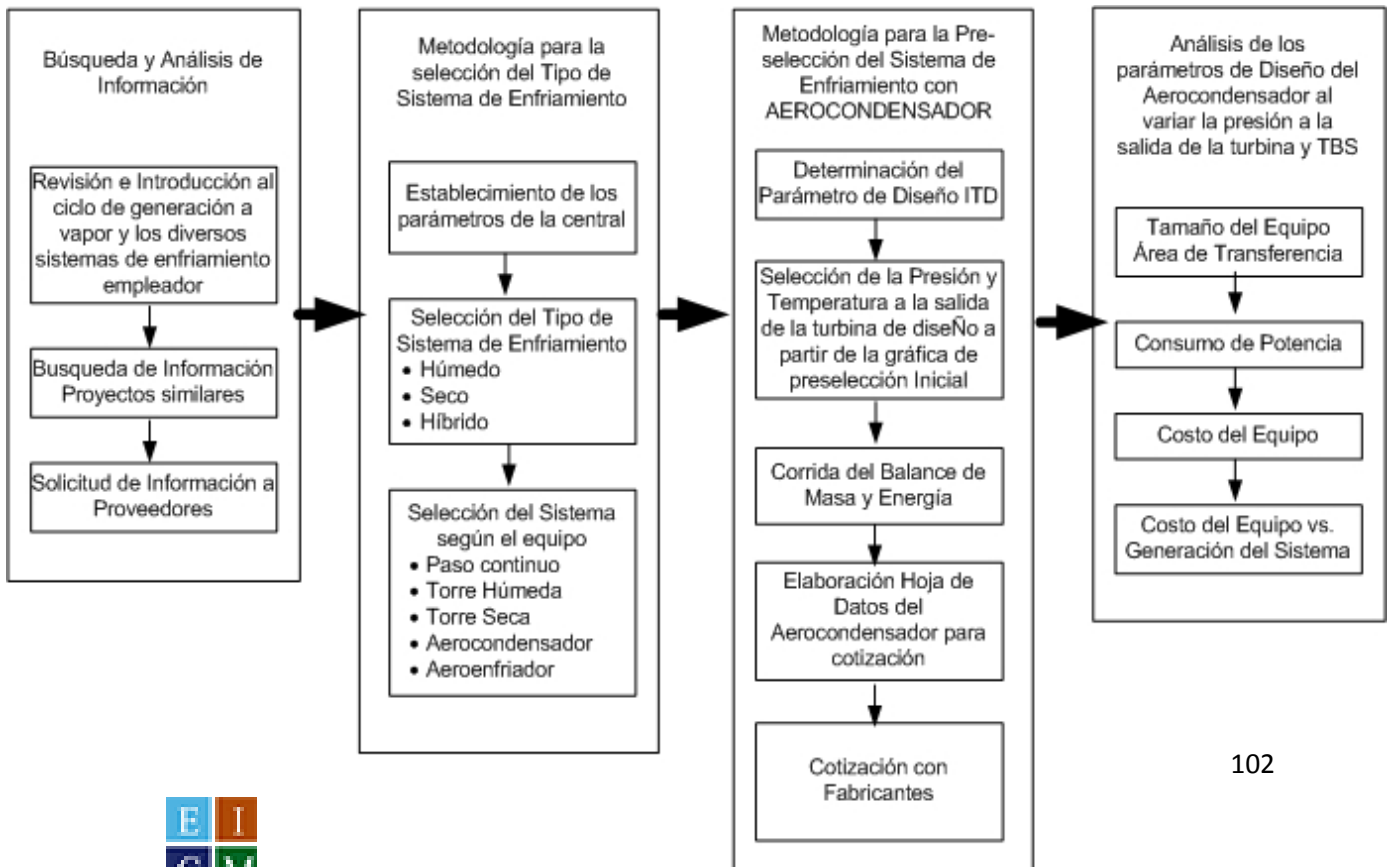 Búsqueda y Análisis de
Información
Revisión e Introducción al
ciclo de generación a
vapor y los diversos
sistemas de enfriamiento
empleador
Busqueda de Información
Proyectos similares
Solicitud de Información a
Proveedores
Metodología para la
selección del Tipo de
Sistema de Enfriamiento
Establecimiento de los
parámetros de la central
Selección del Tipo de
Sistema de Enfriamiento
• Húmedo
• Seco
• Híbrido
Selección del Sistema
según el equipo
• Paso continuo
• Torre Húmeda
• Torre Seca
• Aerocondensador
• Aeroenfriador
Metodología para la Pre-
selección del Sistema de
Enfriamiento con
AEROCONDENSADOR
Determinación del
Parámetro de Diseño ITD
Selección de la Presión y
Temperatura a la salida
de la turbina de diseÑo a
partir de la gráfica de
preselección Inicial
Corrida del Balance de
Masa y Energía
Elaboración Hoja de
Datos del
Aerocondensador para
cotización
Cotización con
Fabricantes
Análisis de los
parámetros de Diseño del
Aerocondensador al
variar la presión a la
salida de la turbina y TBS
Tamaño del Equipo
Área de Transferencia
Consumo de Potencia
Costo del Equipo
Costo del Equipo vs.
Generación del Sistema
102
E I
C M